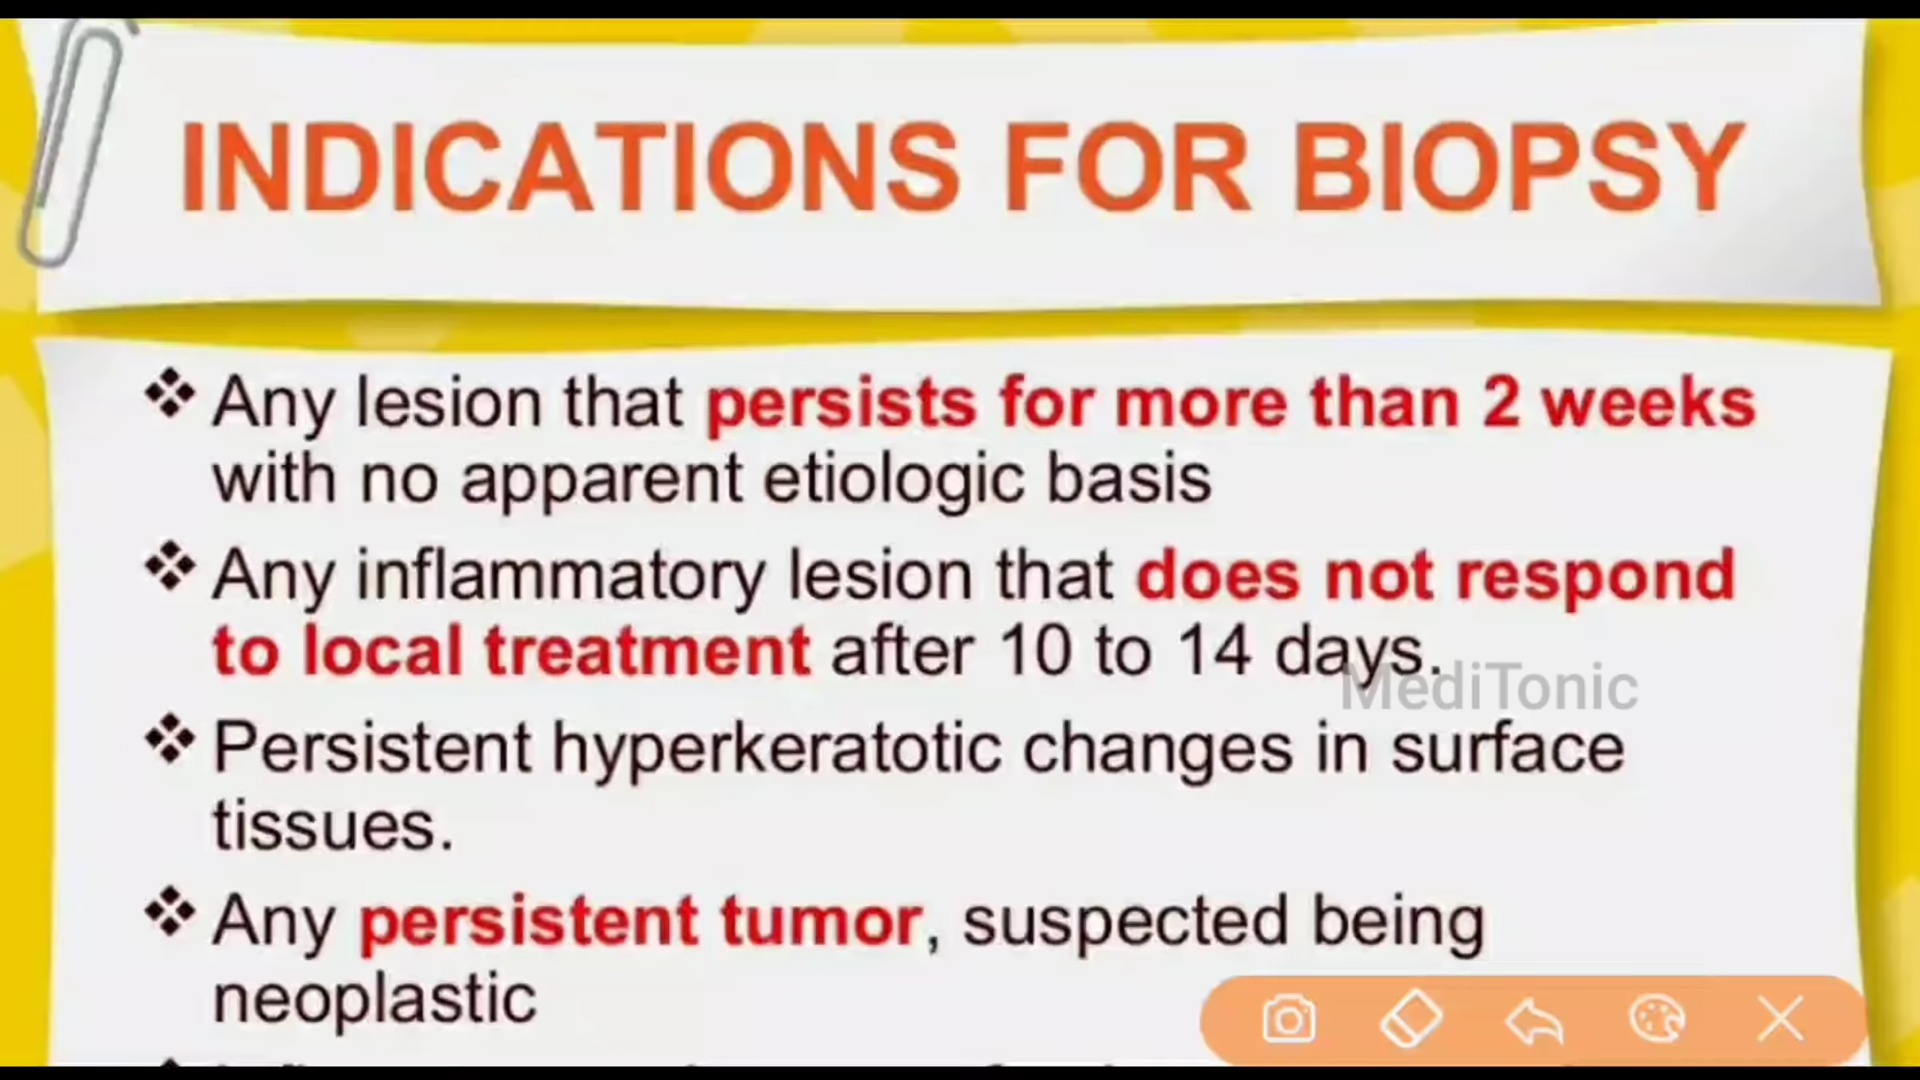 INDICATIONS FOR BIOPSY
❖ Any lesion that persists for more than 2 weeks
with no apparent etiologic basis
❖ Any inflammatory lesion that does not respond
to local treatment after 10 to 14 days.
MediTonic
❖ Persistent hyperkeratotic changes in surface
tissues.
❖ Any persistent tumor, suspected being
neoplastic